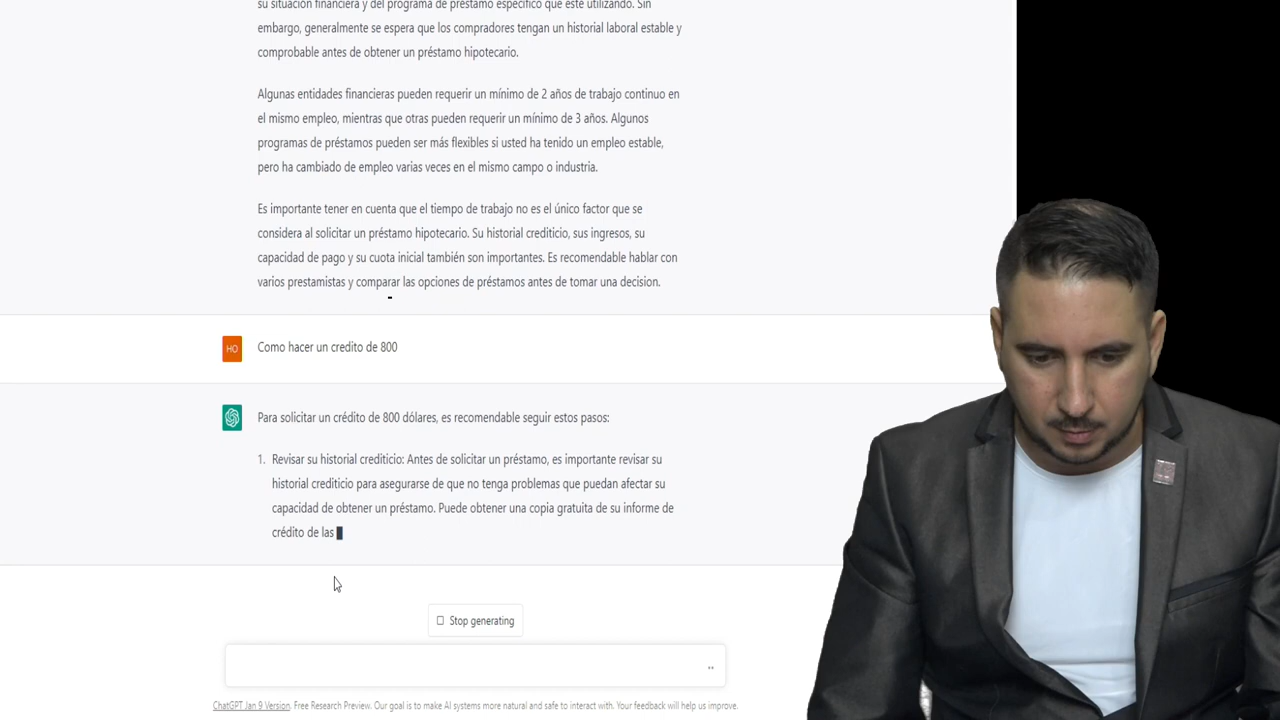 su situación financiera y del programa de préstamo específico que esté utilizando. Sin
embargo, generalmente se espera que los compradores tengan un historial laboral estable y
comprobable antes de obtener un préstamo hipotecario.
Algunas entidades financieras pueden requerir un mínimo de 2 años de trabajo continuo en
el mismo empleo, mientras que otras pueden requerir un mínimo de 3 años. Algunos
programas de préstamos pueden ser más flexibles si usted ha tenido un empleo estable,
pero ha cambiado de empleo varias veces en el mismo campo o industria.
Es importante tener en cuenta que el tiempo de trabajo no es el único factor que se
considera al solicitar un préstamo hipotecario. Su historial crediticio, sus ingresos, su
capacidad de pago y su cuota inicial también son importantes. Es recomendable hablar con
varios prestamistas y comparar las opciones de préstamos antes de tomar una decision.
HO
Como hacer un credito de 800
Para solicitar un crédito de 800 dólares, es recomendable seguir estos pasos:
1. Revisar su historial crediticio: Antes de solicitar un préstamo, es importante revisar su
historial crediticio para asegurarse de que no tenga problemas que puedan afectar su
capacidad de obtener un préstamo. Puede obtener una copia gratuita de su informe de
crédito de las
Stop generating
ChatGPT Jan 9 Version. Free Research Preview. Our goal is to make AI systems more natural and safe to interact with. Your feedback will help us improve.